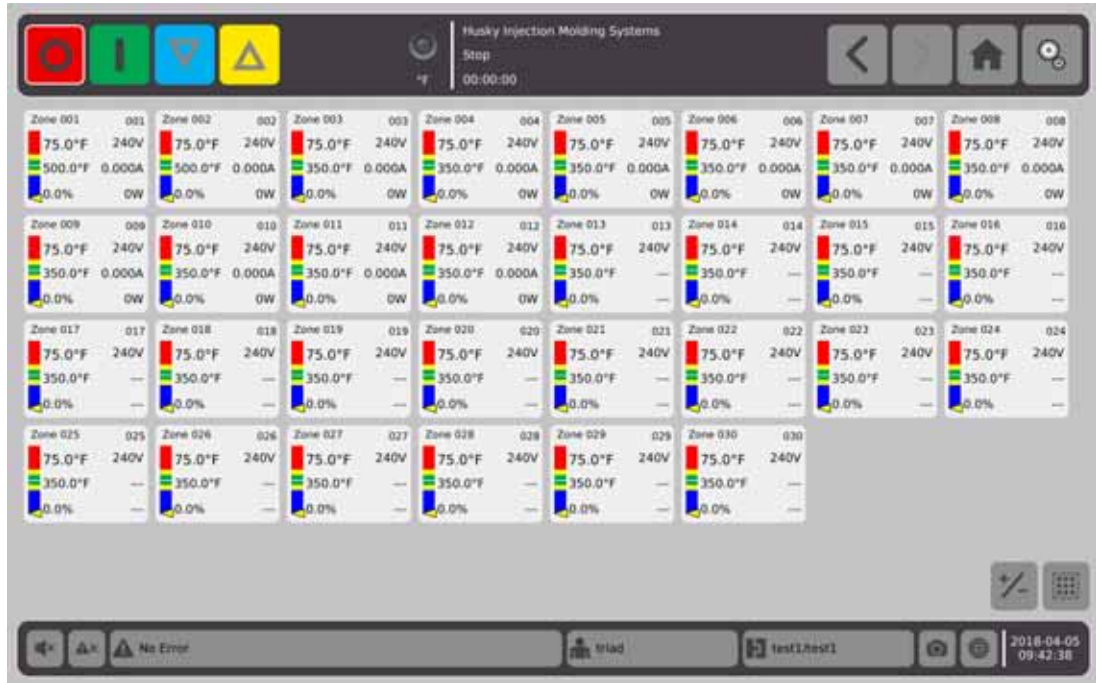 Husky Injection Molding Systems
Stop
°F 00:00:00
Zone 001 001 Zone 002 002 Zone 003 003 Zone 004 004 Zone 005 005 Zone 006 006 Zone 007 007 Zone 008 008
75.0°F 240V 75.0°F 240V 75.0°F 240V 75.0°F 240V 75.0°F 240V 75.0°F 240V 75.0°F 240V 75.0°F 240V
500.0°F 0.000A 500.0°F 0.000A 350.0°F 0.000A 350.0°F 0.000A 350.0°F 0.000A 350.0°F 0.000A 350.0°F 0.000A 350.0°F 0.000A
0.0% 0W 0.0% 0W 0.0% 0W 0.0% 0W 0.0% 0W 0.0% 0W 0.0% 0W 0.0% 0W
Zone 009 009 Zone 010 010 Zone 011 011 Zone 012 012 Zone 013 013 Zone 014 014 Zone 015 015 Zone 016 016
75.0°F 240V 75.0°F 240V 75.0°F 240V 75.0°F 240V 75.0°F 240V 75.0°F 240V 75.0°F 240V 75.0°F 240V
350.0°F 0.000A 350.0°F 0.000A 350.0°F 0.000A 350.0°F 0.000A 350.0°F --- 350.0°F --- 350.0°F --- 350.0°F ---
0.0% 0W 0.0% 0W 0.0% 0W 0.0% 0W 0.0% --- 0.0% --- 0.0% --- 0.0% ---
Zone 017 017 Zone 018 018 Zone 019 019 Zone 020 020 Zone 021 021 Zone 022 022 Zone 023 023 Zone 024 024
75.0°F 240V 75.0°F 240V 75.0°F 240V 75.0°F 240V 75.0°F 240V 75.0°F 240V 75.0°F 240V 75.0°F 240V
350.0°F --- 350.0°F --- 350.0°F --- 350.0°F --- 350.0°F --- 350.0°F --- 350.0°F --- 350.0°F ---
0.0% --- 0.0% --- 0.0% --- 0.0% --- 0.0% --- 0.0% --- 0.0% --- 0.0% ---
Zone 025 025 Zone 026 026 Zone 027 027 Zone 028 028 Zone 029 029 Zone 030 030
75.0°F 240V 75.0°F 240V 75.0°F 240V 75.0°F 240V 75.0°F 240V 75.0°F 240V
350.0°F --- 350.0°F --- 350.0°F --- 350.0°F --- 350.0°F --- 350.0°F ---
0.0% --- 0.0% --- 0.0% --- 0.0% --- 0.0% --- 0.0% ---
+/-
No Error triad test1/test1 2018-04-05
09:42:38